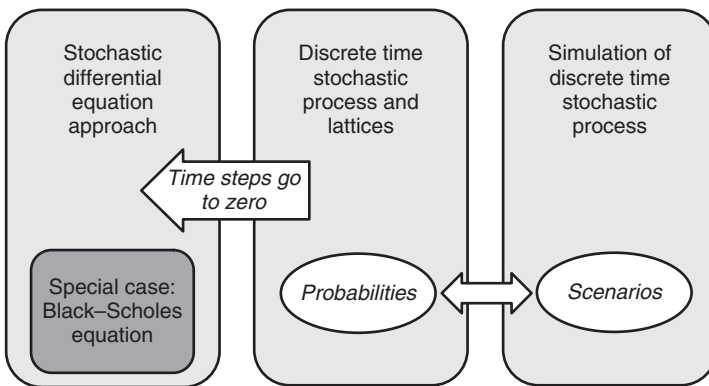 Stochastic
differential
equation
approach
Discrete time
stochastic
process and
lattices
Simulation of
discrete time
stochastic
process
Time steps go
to zero
Special case:
Black–Scholes
equation
Probabilities
Scenarios